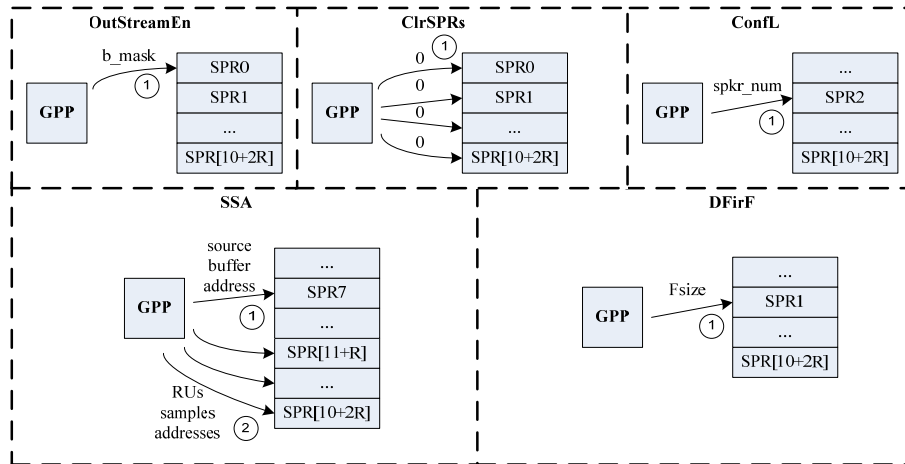 OutStreamEn
b_mask
1
GPP
SPR0
SPR1
...
SPR[10+2R]
ClrSPRs
0
1
0
0
0
GPP
SPR0
SPR1
...
SPR[10+2R]
ConfL
spkr_num
1
GPP
...
SPR2
...
SPR[10+2R]
SSA
source
buffer
address
1
GPP
...
SPR7
...
SPR[11+R]
...
SPR[10+2R]
RUs
samples
addresses
2
DFirF
Fsize
1
GPP
...
SPR1
...
SPR[10+2R]